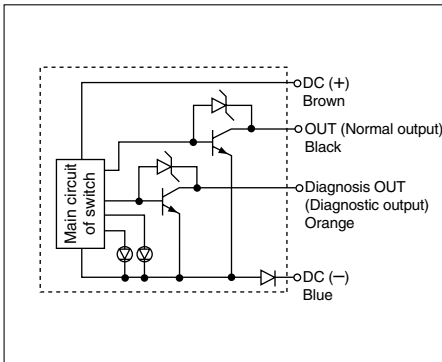 DC (+)
Brown
OUT (Normal output)
Black
Diagnosis OUT
(Diagnostic output)
Orange
Main circuit
of switch
DC (−)
Blue